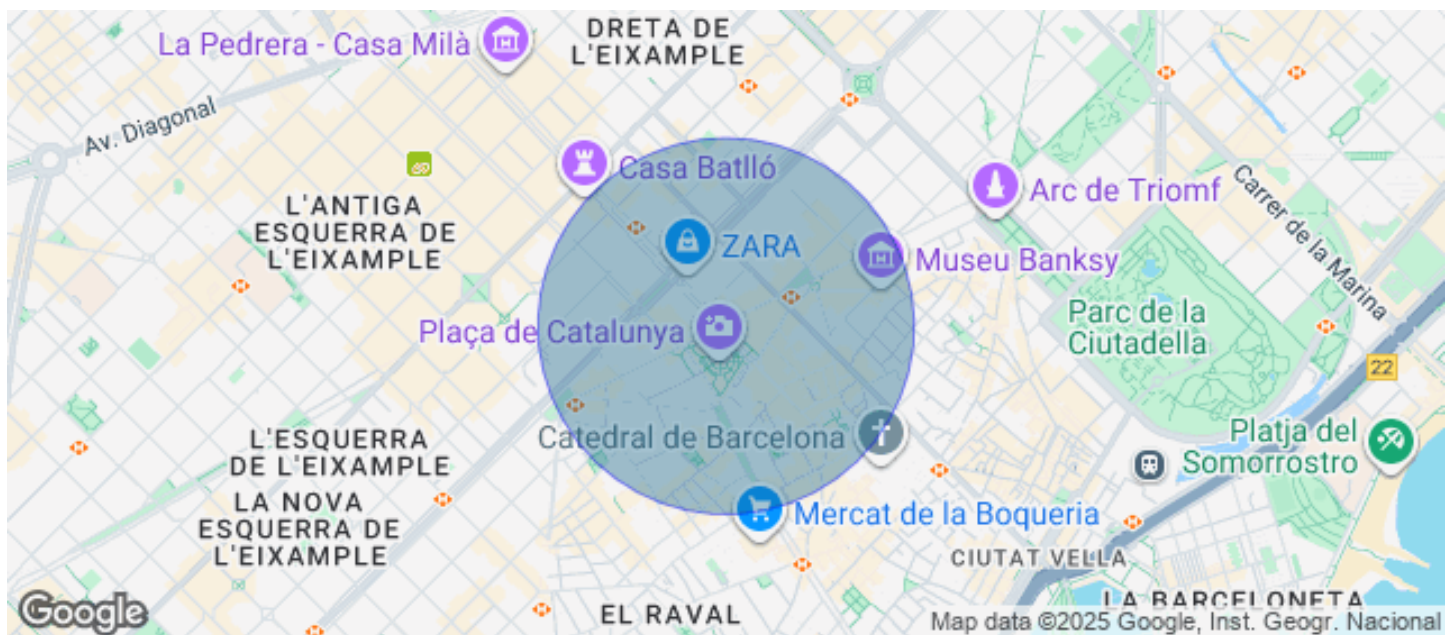 La Pedrera - Casa Milà
DRETA DE
L'EIXAMPLE
Av. Diagonal
Casa Batlló
Arc de Triomf
Carrer de la Marina
L'ANTIGA
ESQUERRA DE
L'EIXAMPLE
ZARA
Museu Banksy
Plaça de Catalunya
Parc de la
Ciutadella
22
L'ESQUERRA
DE L'EIXAMPLE
Catedral de Barcelona
Platja del
Somorrostro
LA NOVA
ESQUERRA DE
L'EIXAMPLE
Mercat de la Boqueria
CIUTAT VELLA
EL RAVAL
LA BARCELONETA
Google
Map data ©2025 Google, Inst. Geogr. Nacional